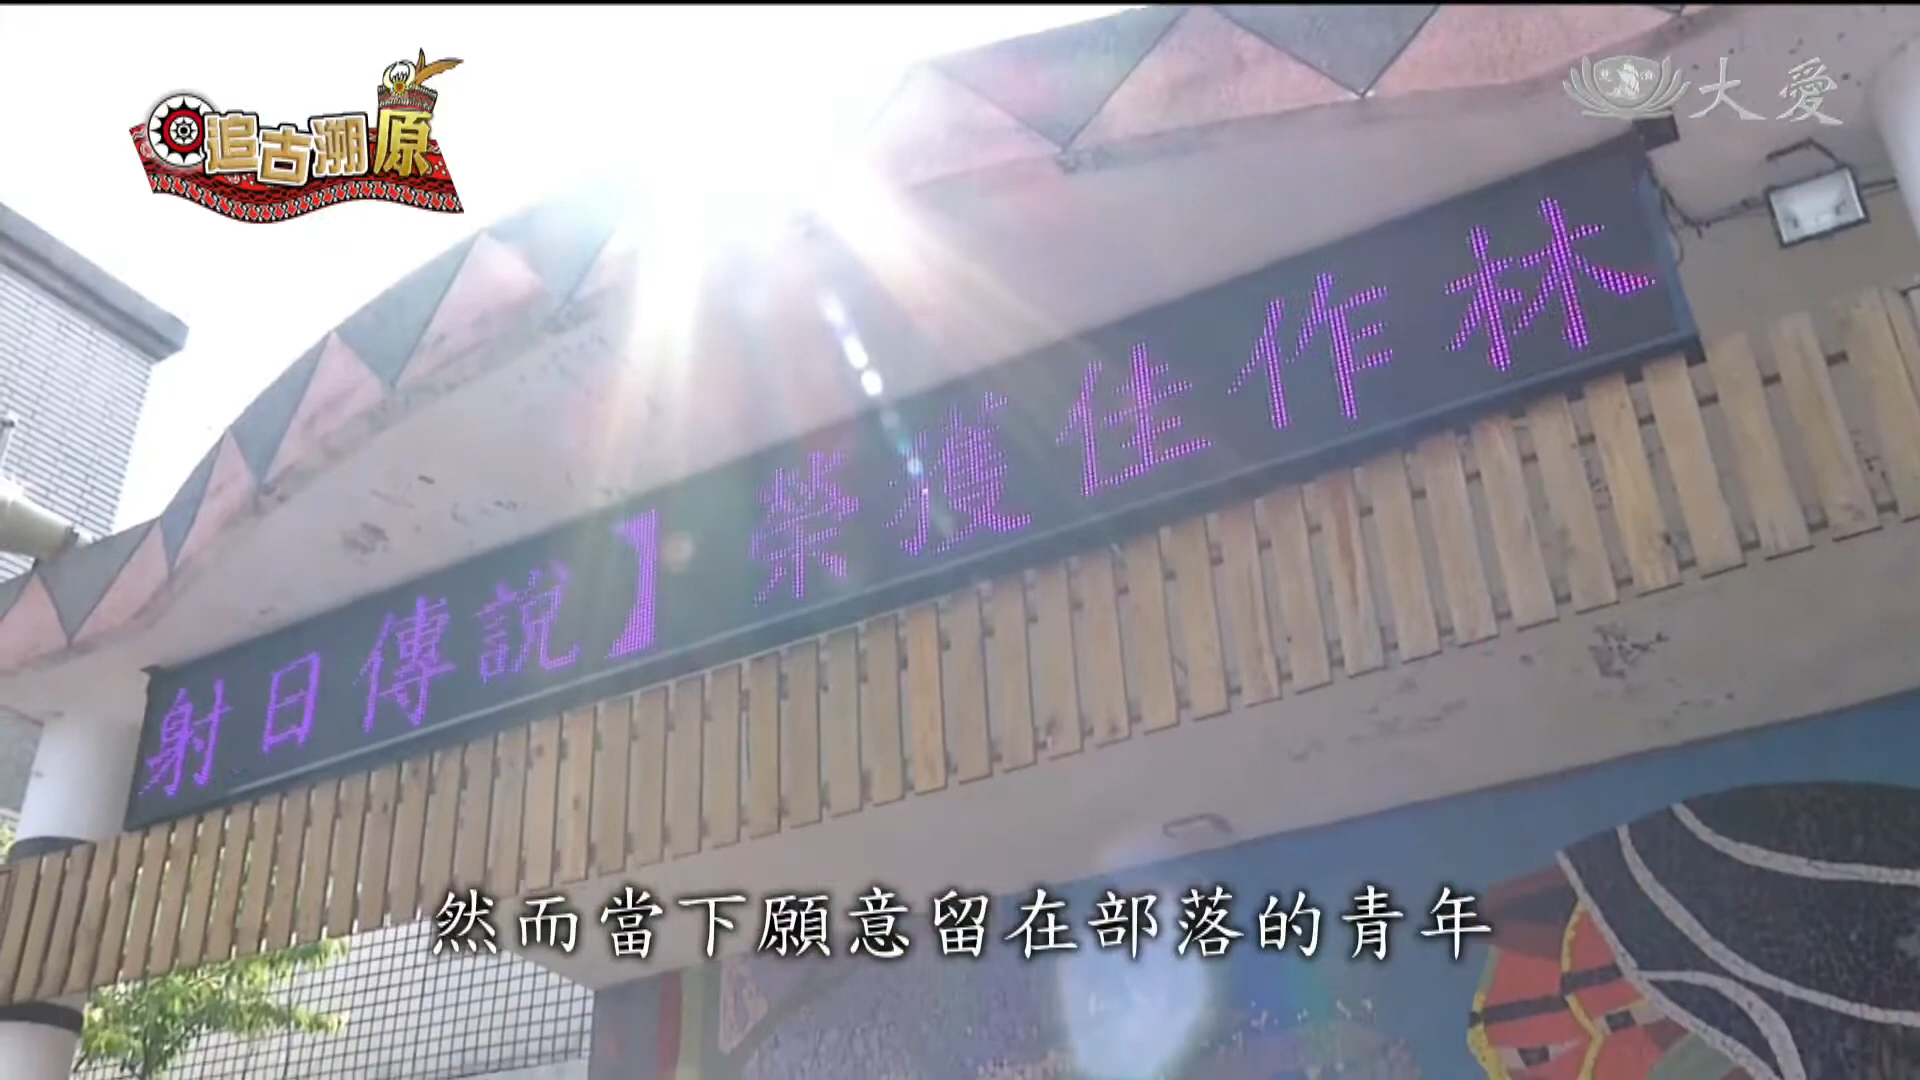 追古溯原
大愛
射日傳說】榮獲佳作林
然而當下願意留在部落的青年